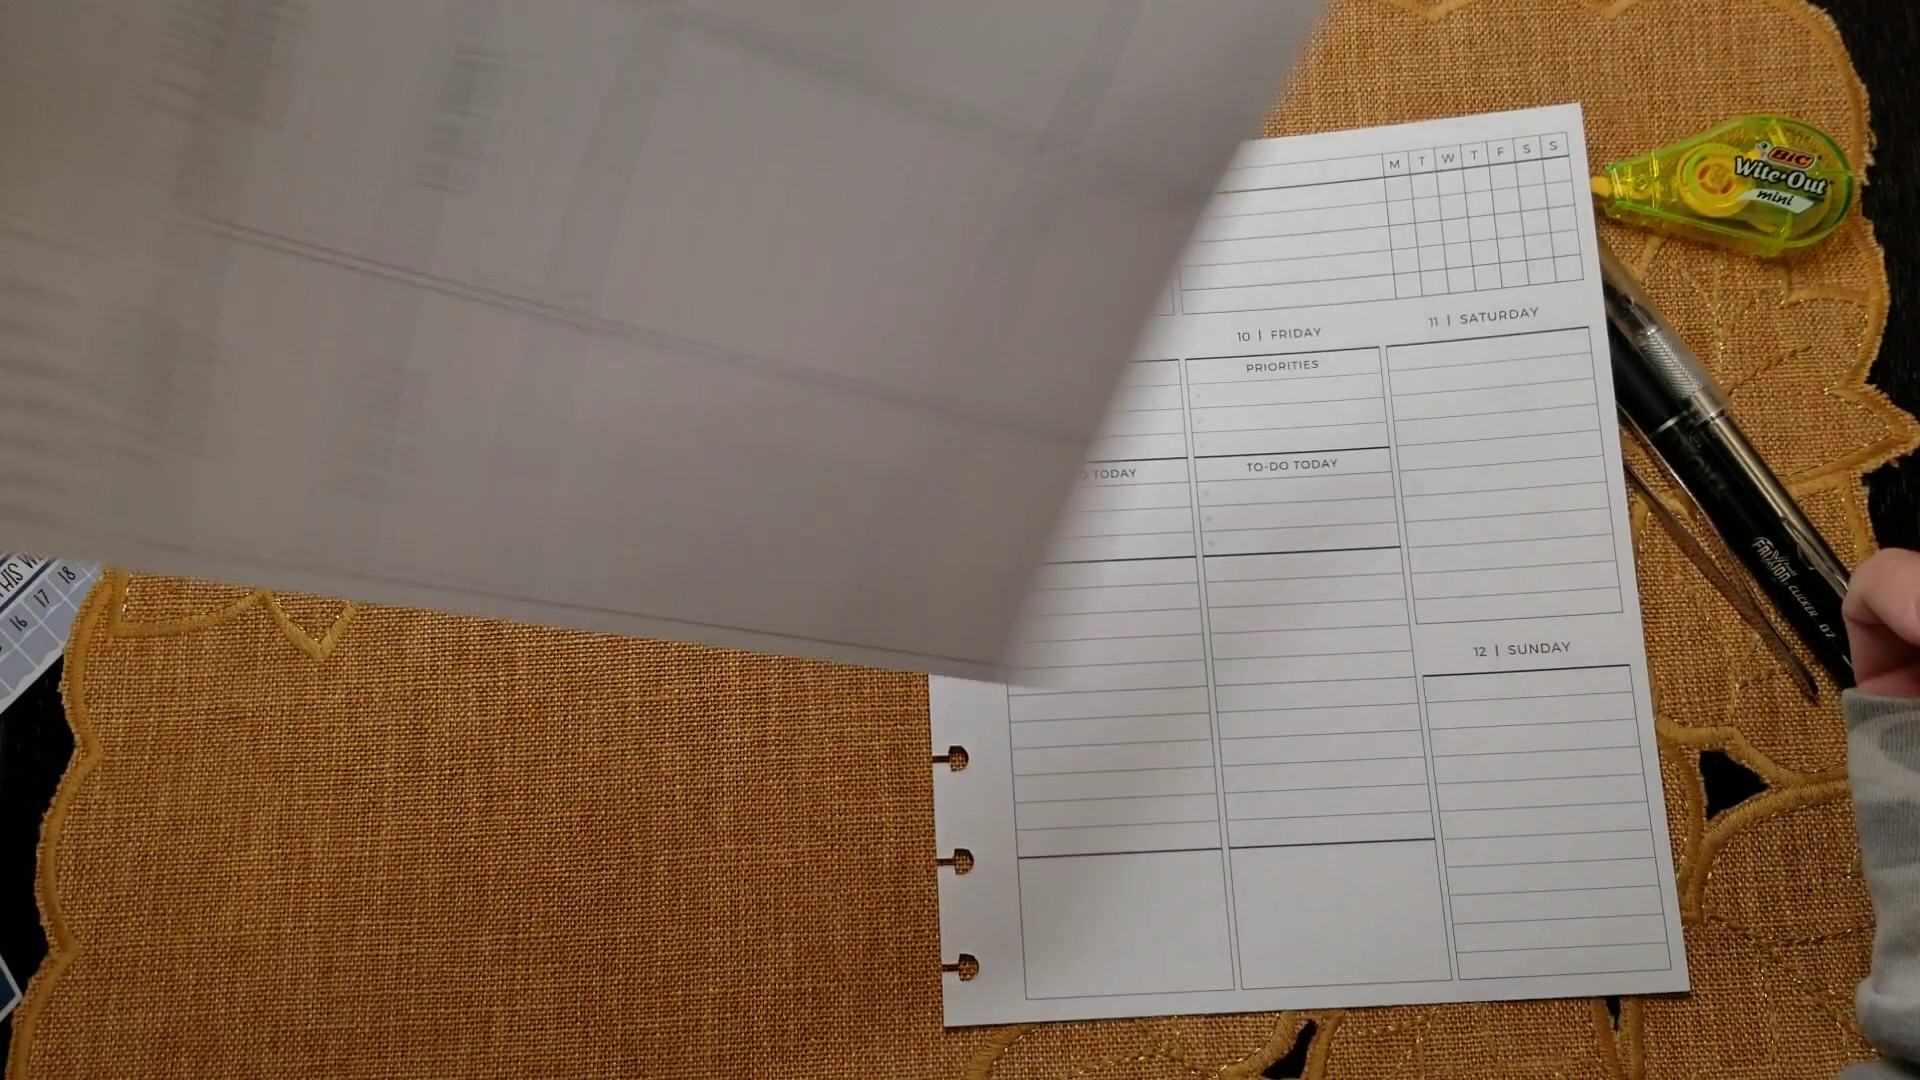 M T W T F S S
10 | FRIDAY
11 | SATURDAY
PRIORITIES
TODAY
TO-DO TODAY
12 | SUNDAY
BIC
Wite·Out
mini
FRIXION CLICKER 07
THIS
16 17 18